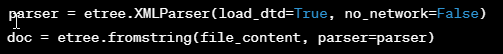 parser = etree.XMLParser(load_dtd=True, no_network=False)
doc = etree.fromstring(file_content, parser=parser)